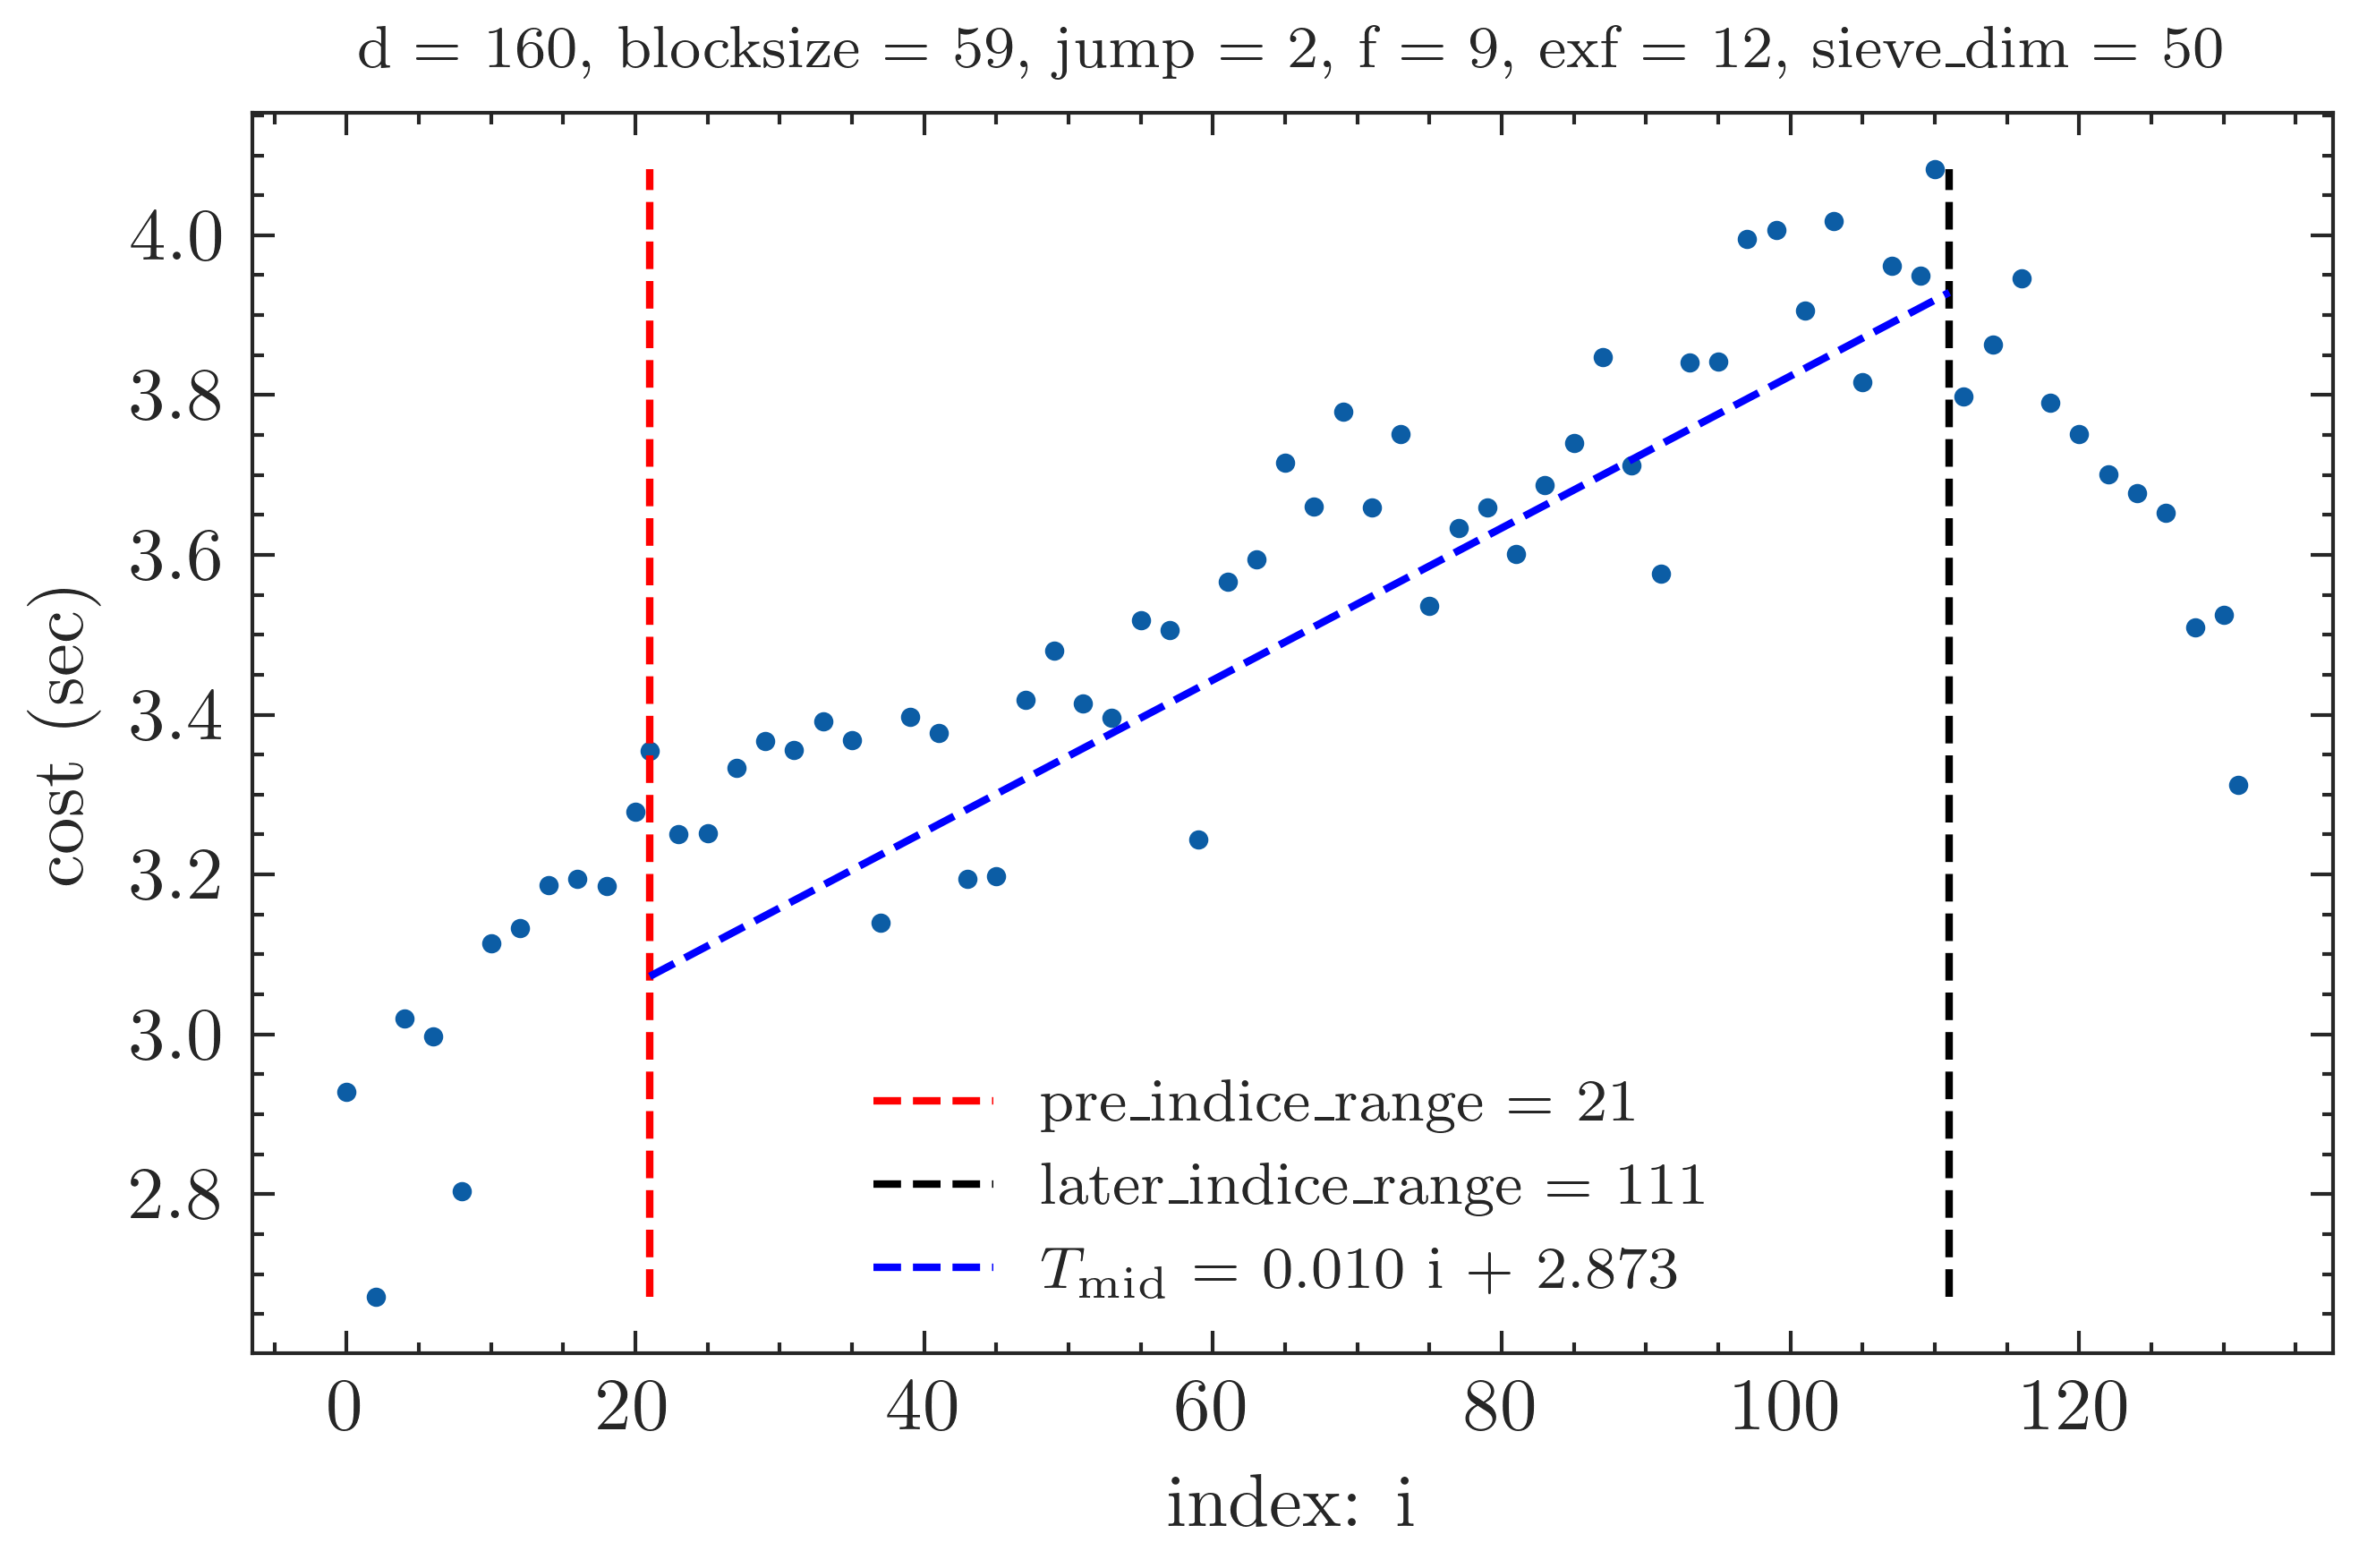 d = 160, blocksize = 59, jump = 2, f = 9, exf = 12, sieve_dim = 50
cost (sec)
4.0
3.8
3.6
3.4
3.2
3.0
2.8
pre_indice_range = 21
later_indice_range = 111
T_mid = 0.010 i + 2.873
0 20 40 60 80 100 120
index: i